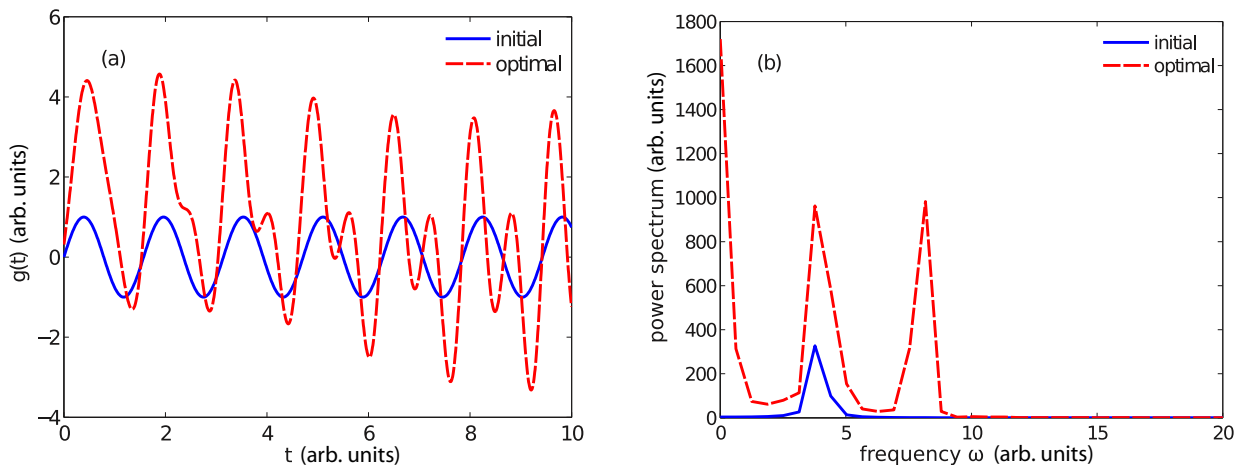 (a)
initial
optimal
g(t) (arb. units)
6
4
2
0
−2
−4
0 2 4 6 8 10
t (arb. units)
(b)
initial
optimal
power spectrum (arb. units)
1800
1600
1400
1200
1000
800
600
400
200
0
0 5 10 15 20
frequency ω (arb. units)